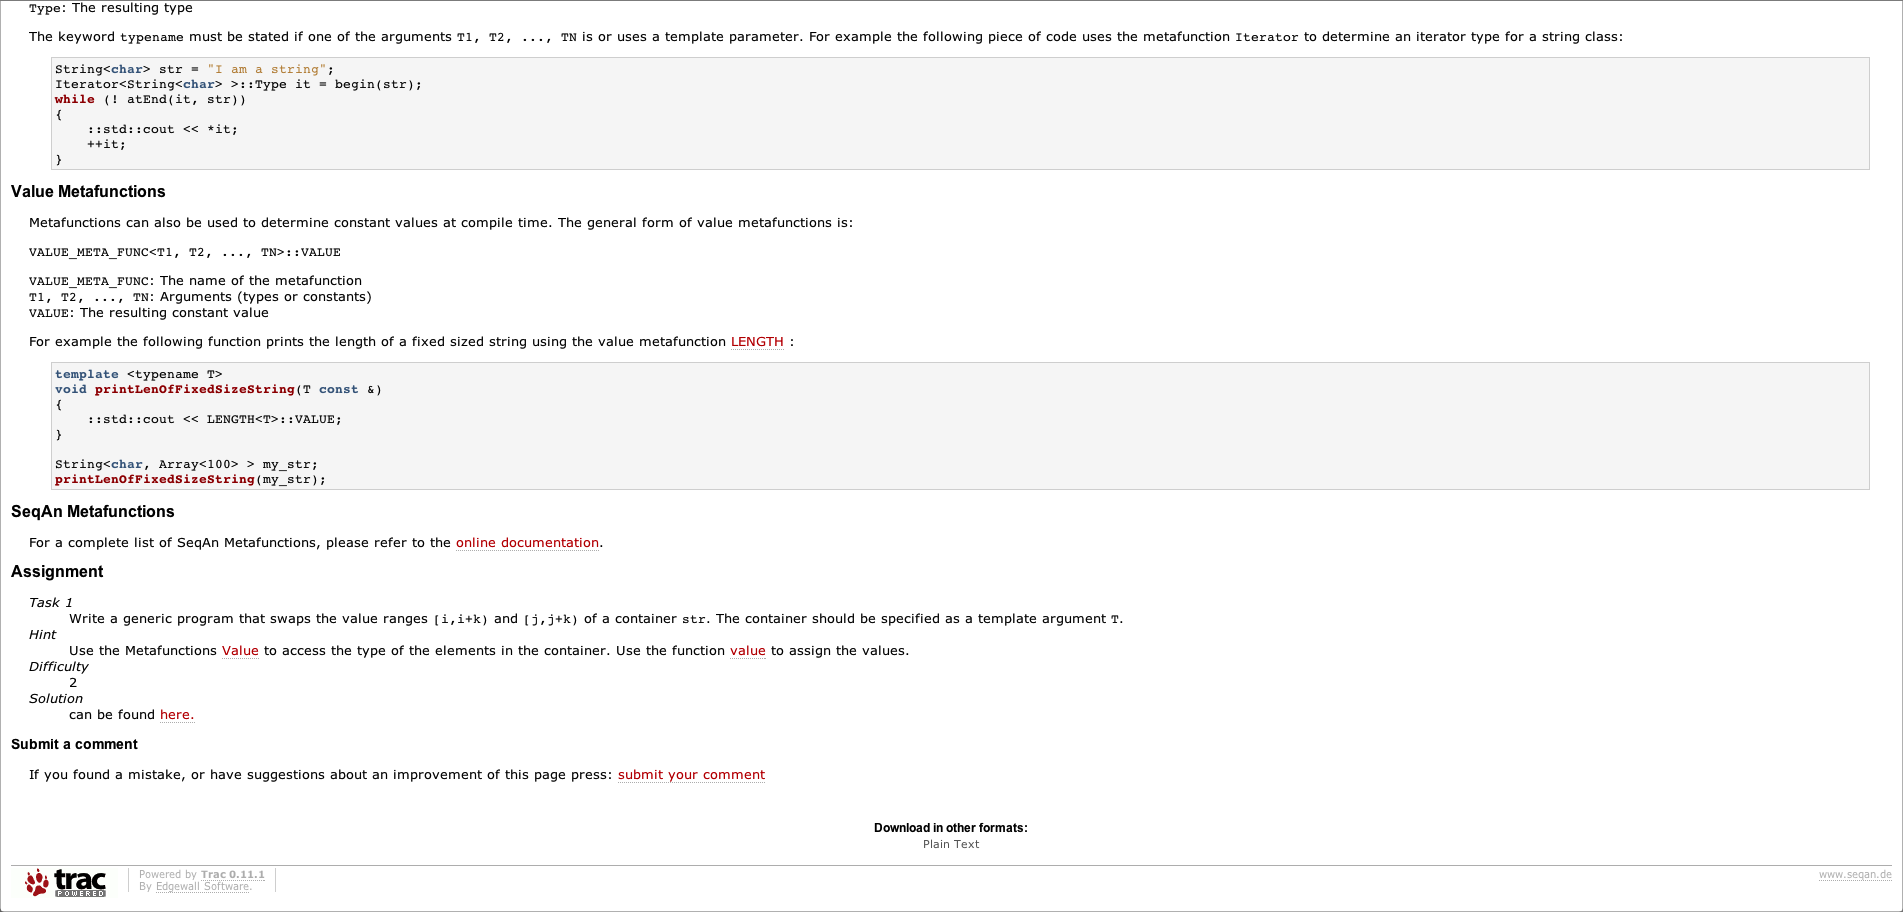 Type: The resulting type
The keyword typename must be stated if one of the arguments T1, T2, ..., TN is or uses a template parameter. For example the following piece of code uses the metafunction Iterator to determine an iterator type for a string class:
String<char> str = "I am a string";
Iterator<String<char> >::Type it = begin(str);
while (! atEnd(it, str))
{
    ::std::cout << *it;
    ++it;
}
Value Metafunctions
Metafunctions can also be used to determine constant values at compile time. The general form of value metafunctions is:
VALUE_META_FUNC<T1, T2, ..., TN>::VALUE
VALUE_META_FUNC: The name of the metafunction
T1, T2, ..., TN: Arguments (types or constants)
VALUE: The resulting constant value
For example the following function prints the length of a fixed sized string using the value metafunction LENGTH :
template <typename T>
void printLenOfFixedSizeString(T const &)
{
    ::std::cout << LENGTH<T>::VALUE;
}
String<char, Array<100> > my_str;
printLenOfFixedSizeString(my_str);
SeqAn Metafunctions
For a complete list of SeqAn Metafunctions, please refer to the online documentation.
Assignment
Task 1
Write a generic program that swaps the value ranges [i,i+k) and [j,j+k) of a container str. The container should be specified as a template argument T.
Hint
Use the Metafunctions Value to access the type of the elements in the container. Use the function value to assign the values.
Difficulty
2
Solution
can be found here.
Submit a comment
If you found a mistake, or have suggestions about an improvement of this page press: submit your comment
Download in other formats:
Plain Text
trac POWERED
Powered by Trac 0.11.1
By Edgewall Software.
www.seqan.de